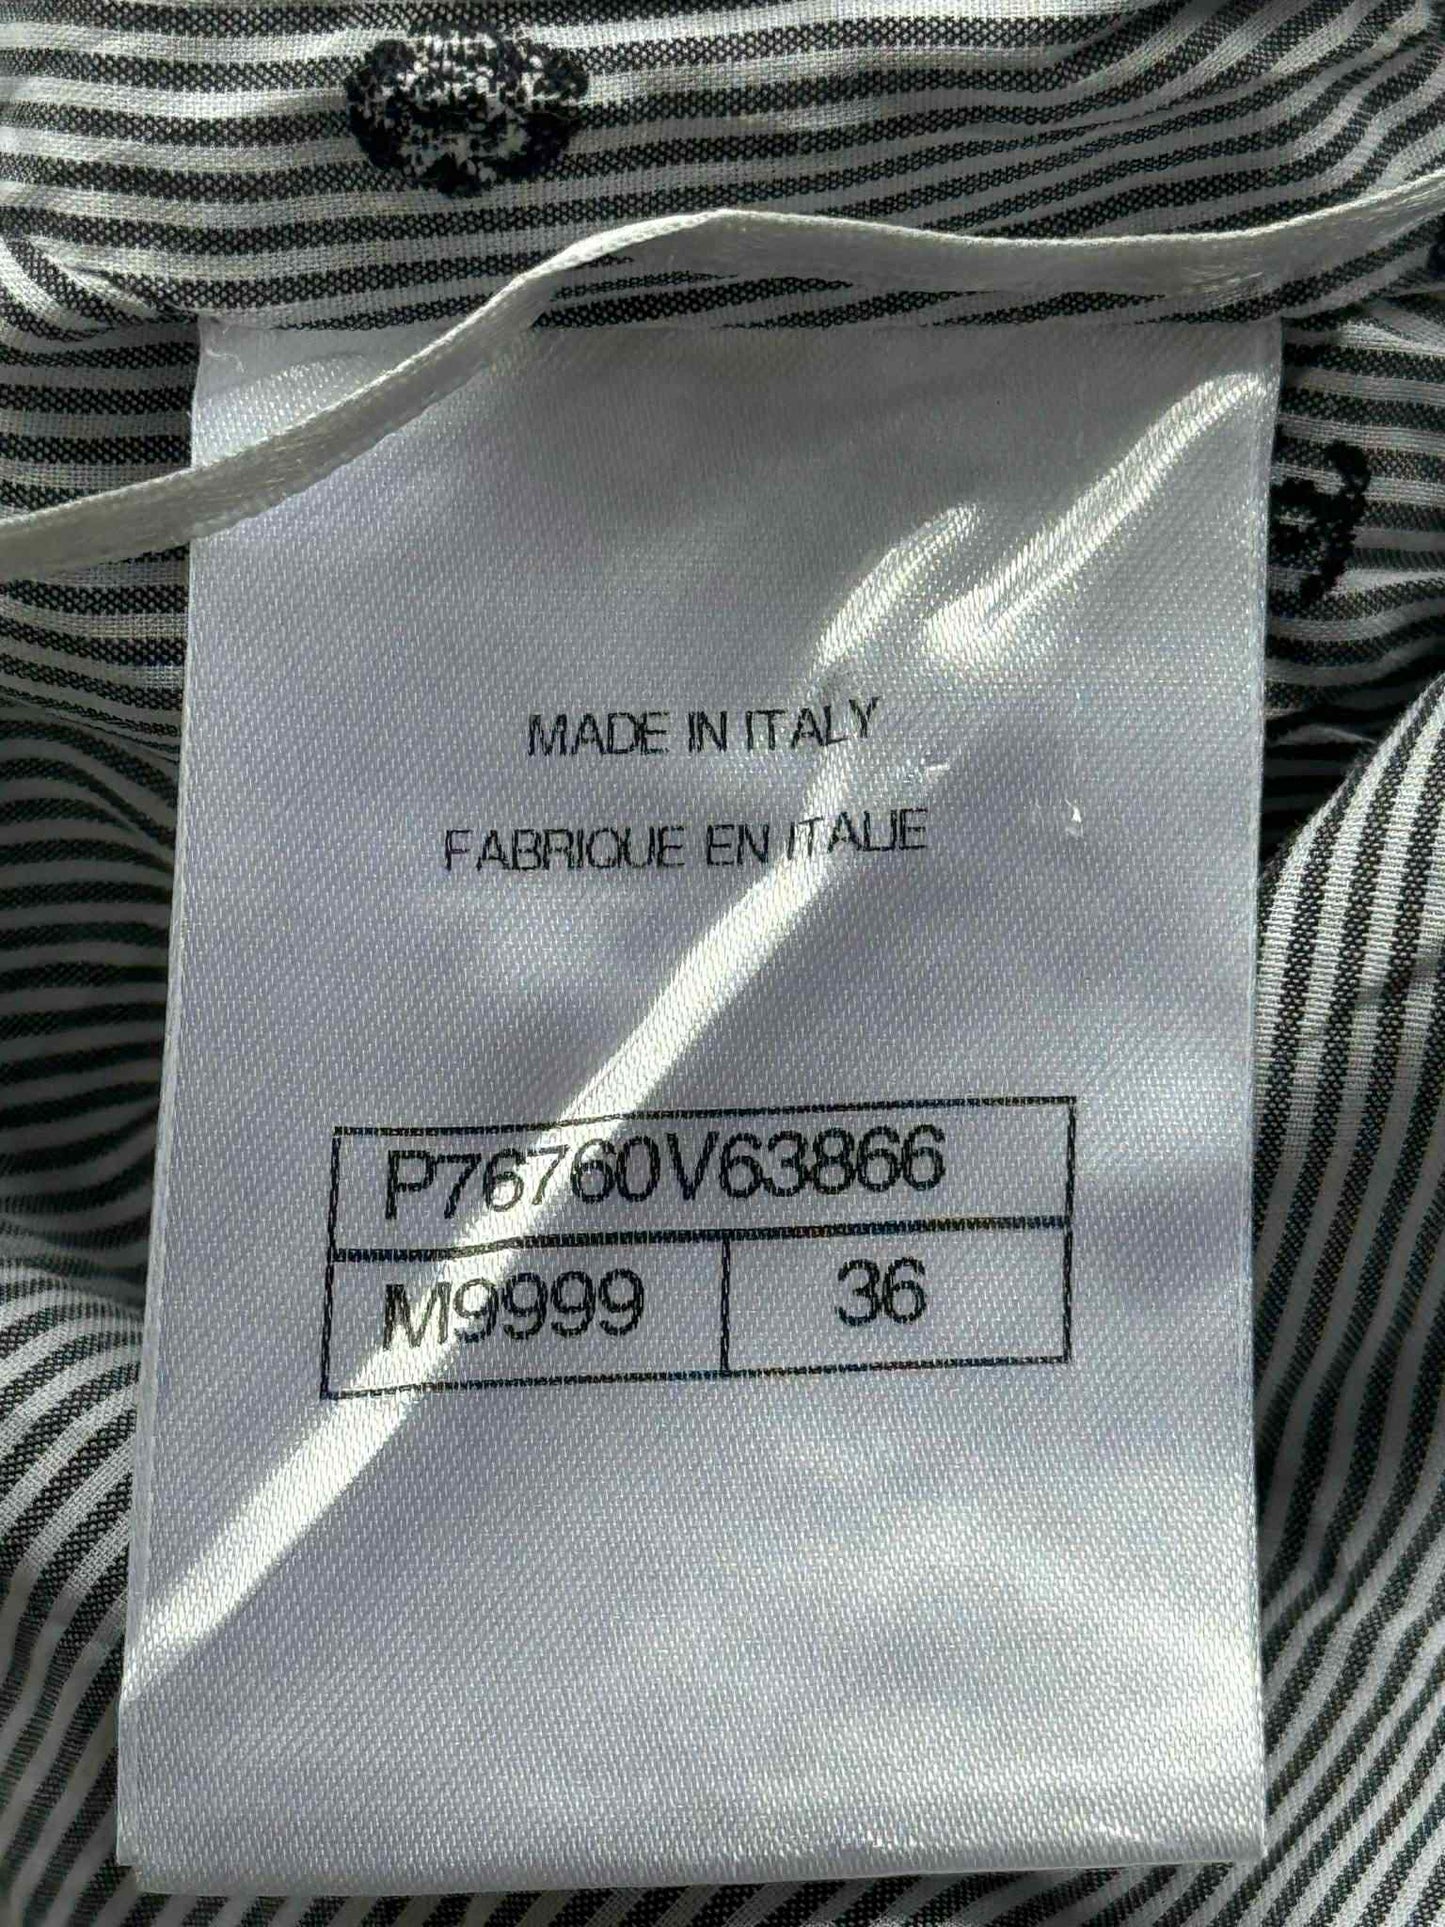 MADE IN ITALY
FABRIQUE EN ITALIE
P76760V63866
M9999 36